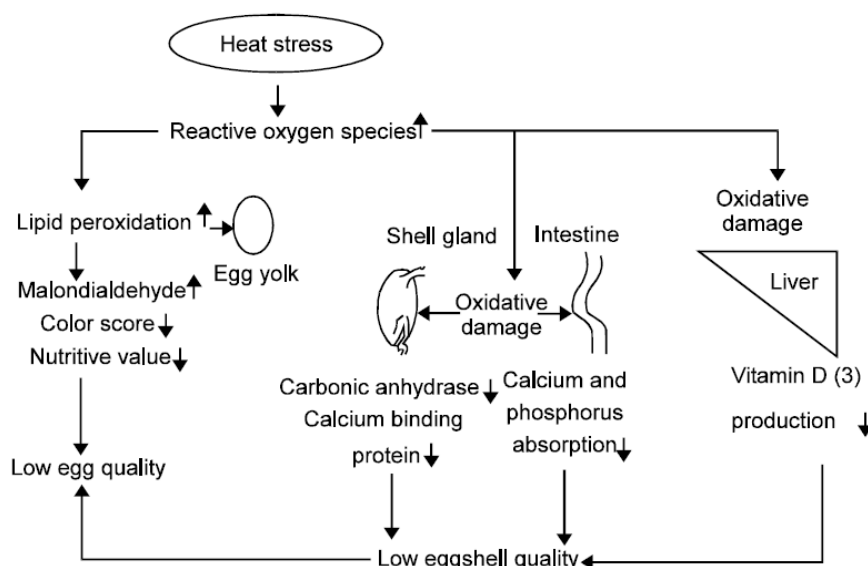 Heat stress
Reactive oxygen species
Lipid peroxidation
Egg yolk
Malondialdehyde
Color score
Nutritive value
Low egg quality
Shell gland
Intestine
Oxidative
damage
Carbonic anhydrase
Calcium binding
protein
Calcium and
phosphorus
absorption
Oxidative
damage
Liver
Vitamin D (3)
production
Low eggshell quality